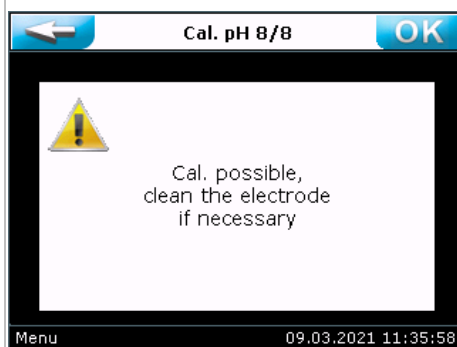 Cal. pH 8/8
OK
Cal. possible,
clean the electrode
if necessary
Menu
09.03.2021 11:35:58